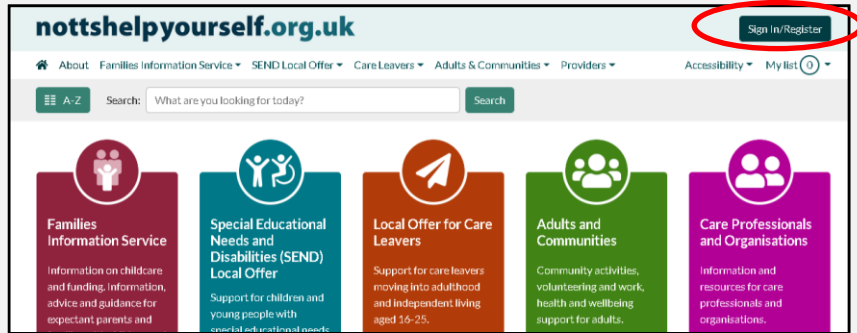 nottshelpyourself.org.uk
Sign In/Register
About Families Information Service SEND Local Offer Care Leavers Adults & Communities Providers Accessibility My list 0
A-Z Search: What are you looking for today? Search
Families
Information Service
Information on childcare
and funding. Information,
advice and guidance for
expectant parents and
Special Educational
Needs and
Disabilities (SEND)
Local Offer
Support for children and
young people with
special educational needs
Local Offer for Care
Leavers
Support for care leavers
moving into adulthood
and independent living
aged 16-25.
Adults and
Communities
Community activities,
volunteering and work,
health and wellbeing
support for adults.
Care Professionals
and Organisations
Information and
resources for care
professionals and
organisations.